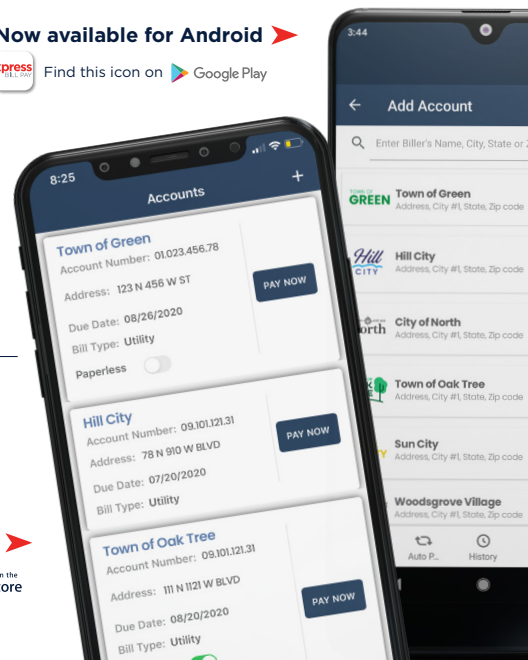 Now available for Android
xpress
BILL PAY
Find this icon on Google Play
8:25
Accounts
+
Town of Green
Account Number: 01.023.456.78
Address: 123 N 456 W ST
Due Date: 08/26/2020
Bill Type: Utility
Paperless
PAY NOW
Hill City
Account Number: 09.101.121.31
Address: 78 N 910 W BLVD
Due Date: 07/20/2020
Bill Type: Utility
PAY NOW
Town of Oak Tree
Account Number: 09.101.121.31
Address: 111 N 1121 W BLVD
Due Date: 08/20/2020
Bill Type: Utility
PAY NOW
3:44
Add Account
Enter Biller's Name, City, State or
TOWN OF
GREEN
Town of Green
Address, City #1, State, Zip code
Hill
CITY
Hill City
Address, City #1, State, Zip code
orth
City of North
Address, City #1, State, Zip code
Town of Oak Tree
Address, City #1, State, Zip code
Y
Sun City
Address, City #1, State, Zip code
Woodsgrove Village
Address, City #1, State, Zip code
Auto P...
History
n the
ore